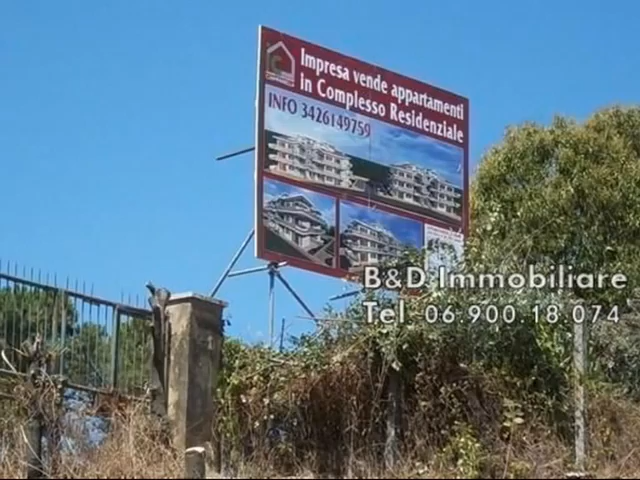 Impresa vende appartamenti
in Complesso Residenziale
INFO 3426149759
B&D Immobiliare
Tel. 06.900.18.074